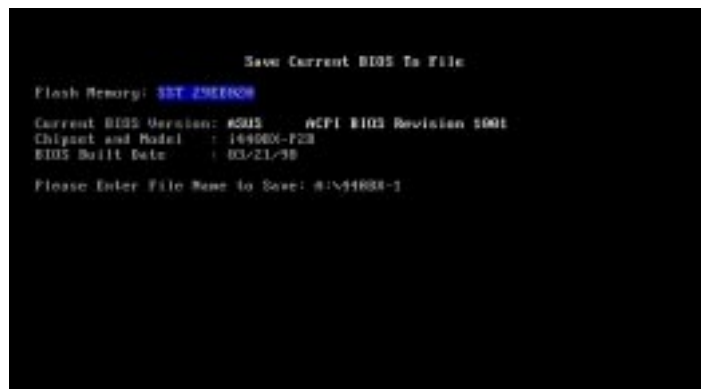 Save Current BIOS To File
Flash Memory: SST 29EE020
Current BIOS Version: ASUS ACPI BIOS Revision 1001
Chipset and Model : i440BX-P2B
BIOS Built Date : 03/21/98
Please Enter File Name to Save: A:\440BX-1